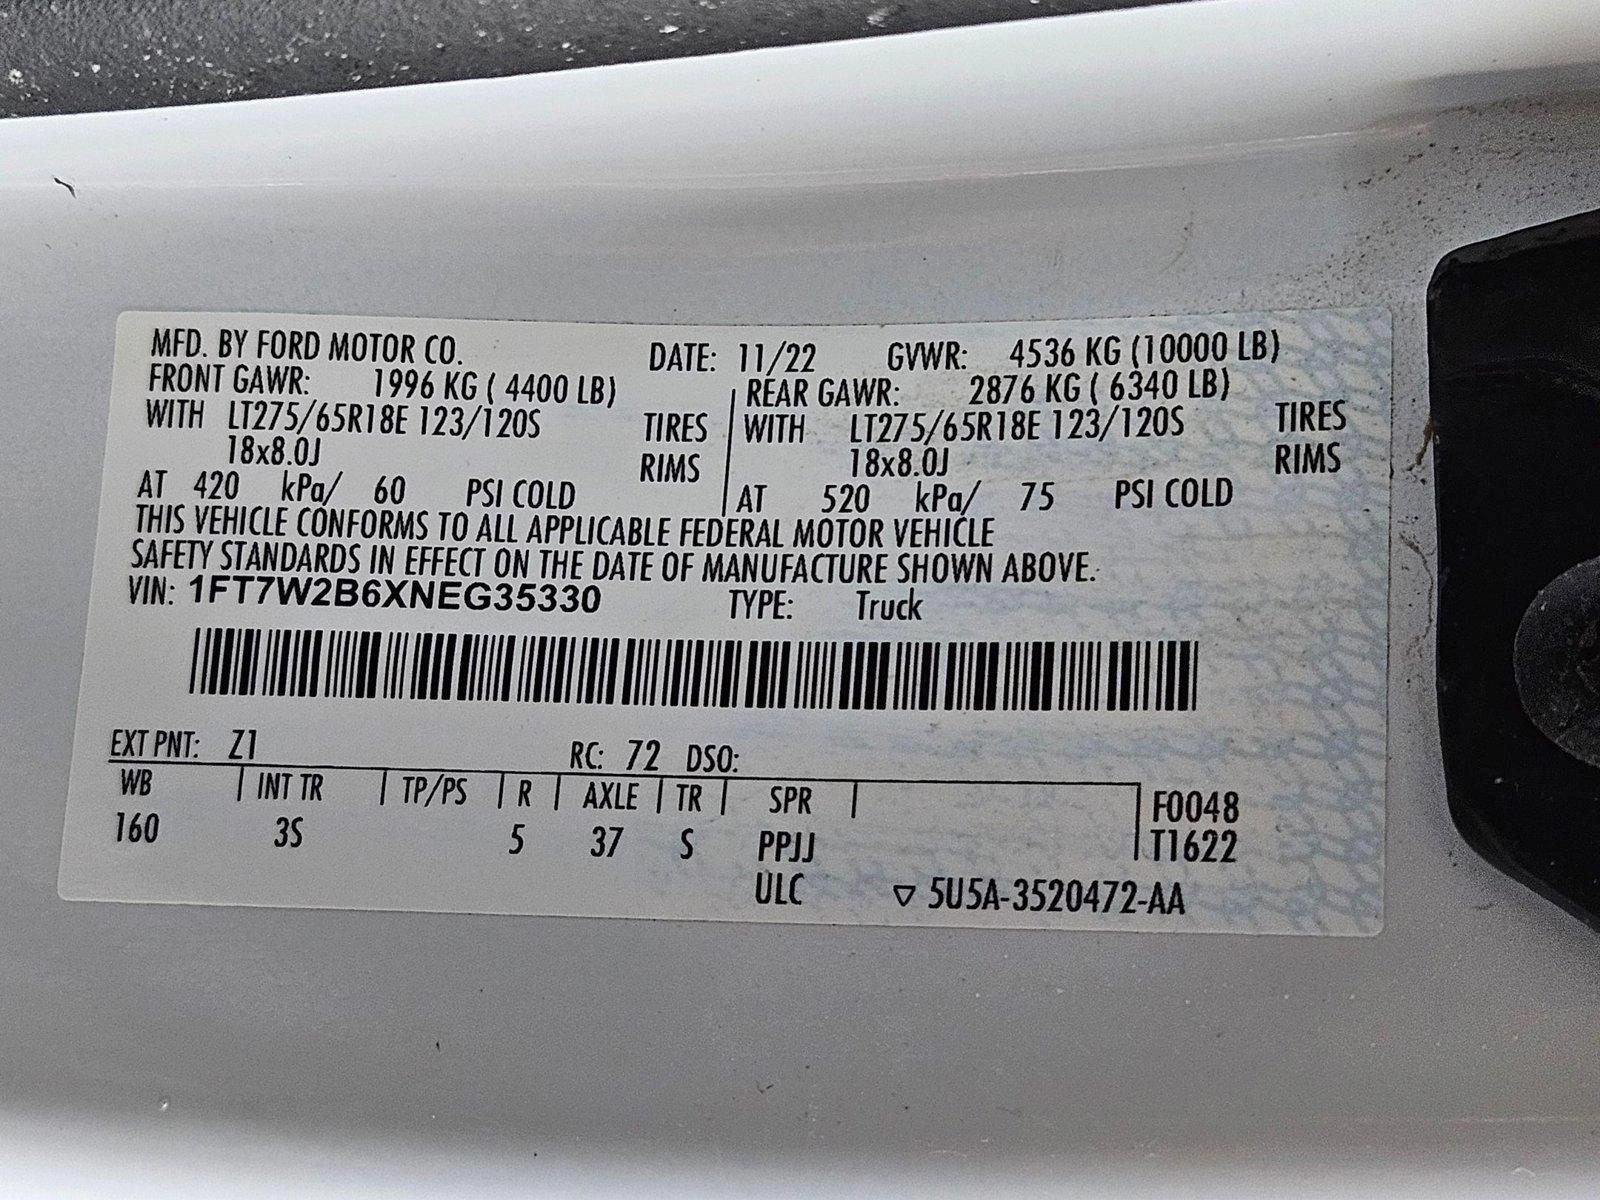 MFD. BY FORD MOTOR CO. DATE: 11/22 GVWR: 4536 KG (10000 LB)
FRONT GAWR: 1996 KG ( 4400 LB) REAR GAWR: 2876 KG ( 6340 LB)
WITH LT275/65R18E 123/120S TIRES WITH LT275/65R18E 123/120S TIRES
18x8.0J RIMS 18x8.0J RIMS
AT 420 kPa/ 60 PSI COLD AT 520 kPa/ 75 PSI COLD
THIS VEHICLE CONFORMS TO ALL APPLICABLE FEDERAL MOTOR VEHICLE
SAFETY STANDARDS IN EFFECT ON THE DATE OF MANUFACTURE SHOWN ABOVE.
VIN: 1FT7W2B6XNEG35330 TYPE: Truck
EXT PNT: Z1 RC: 72 DSO:
WB INT TR TP/PS R AXLE TR SPR F0048
160 3S 5 37 S PPJJ T1622
ULC ▽ 5U5A-3520472-AA